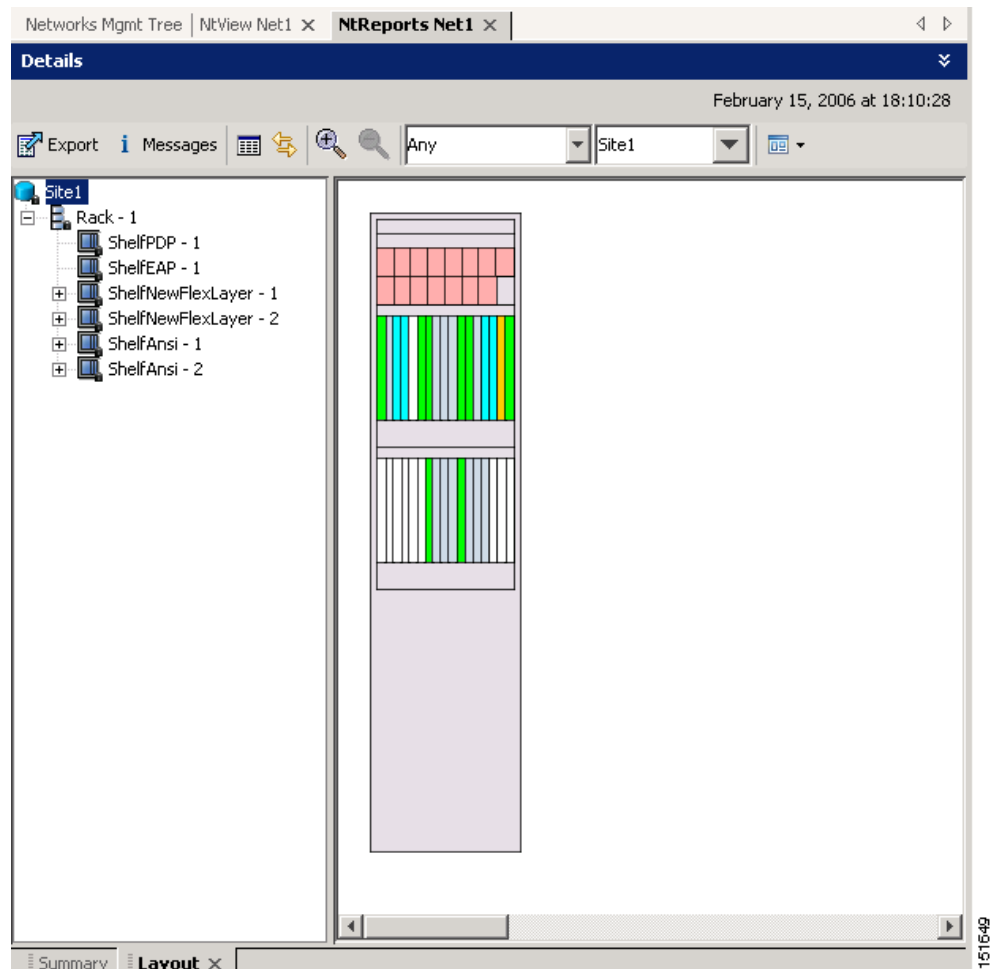 Networks Mgmt Tree | NtView Net1 × NtReports Net1 ×
Details
February 15, 2006 at 18:10:28
Export i Messages Any Site1
Site1
Rack - 1
ShelfPDP - 1
ShelfEAP - 1
ShelfNewFlexLayer - 1
ShelfNewFlexLayer - 2
ShelfAnsi - 1
ShelfAnsi - 2
151649
Summary Layout ×